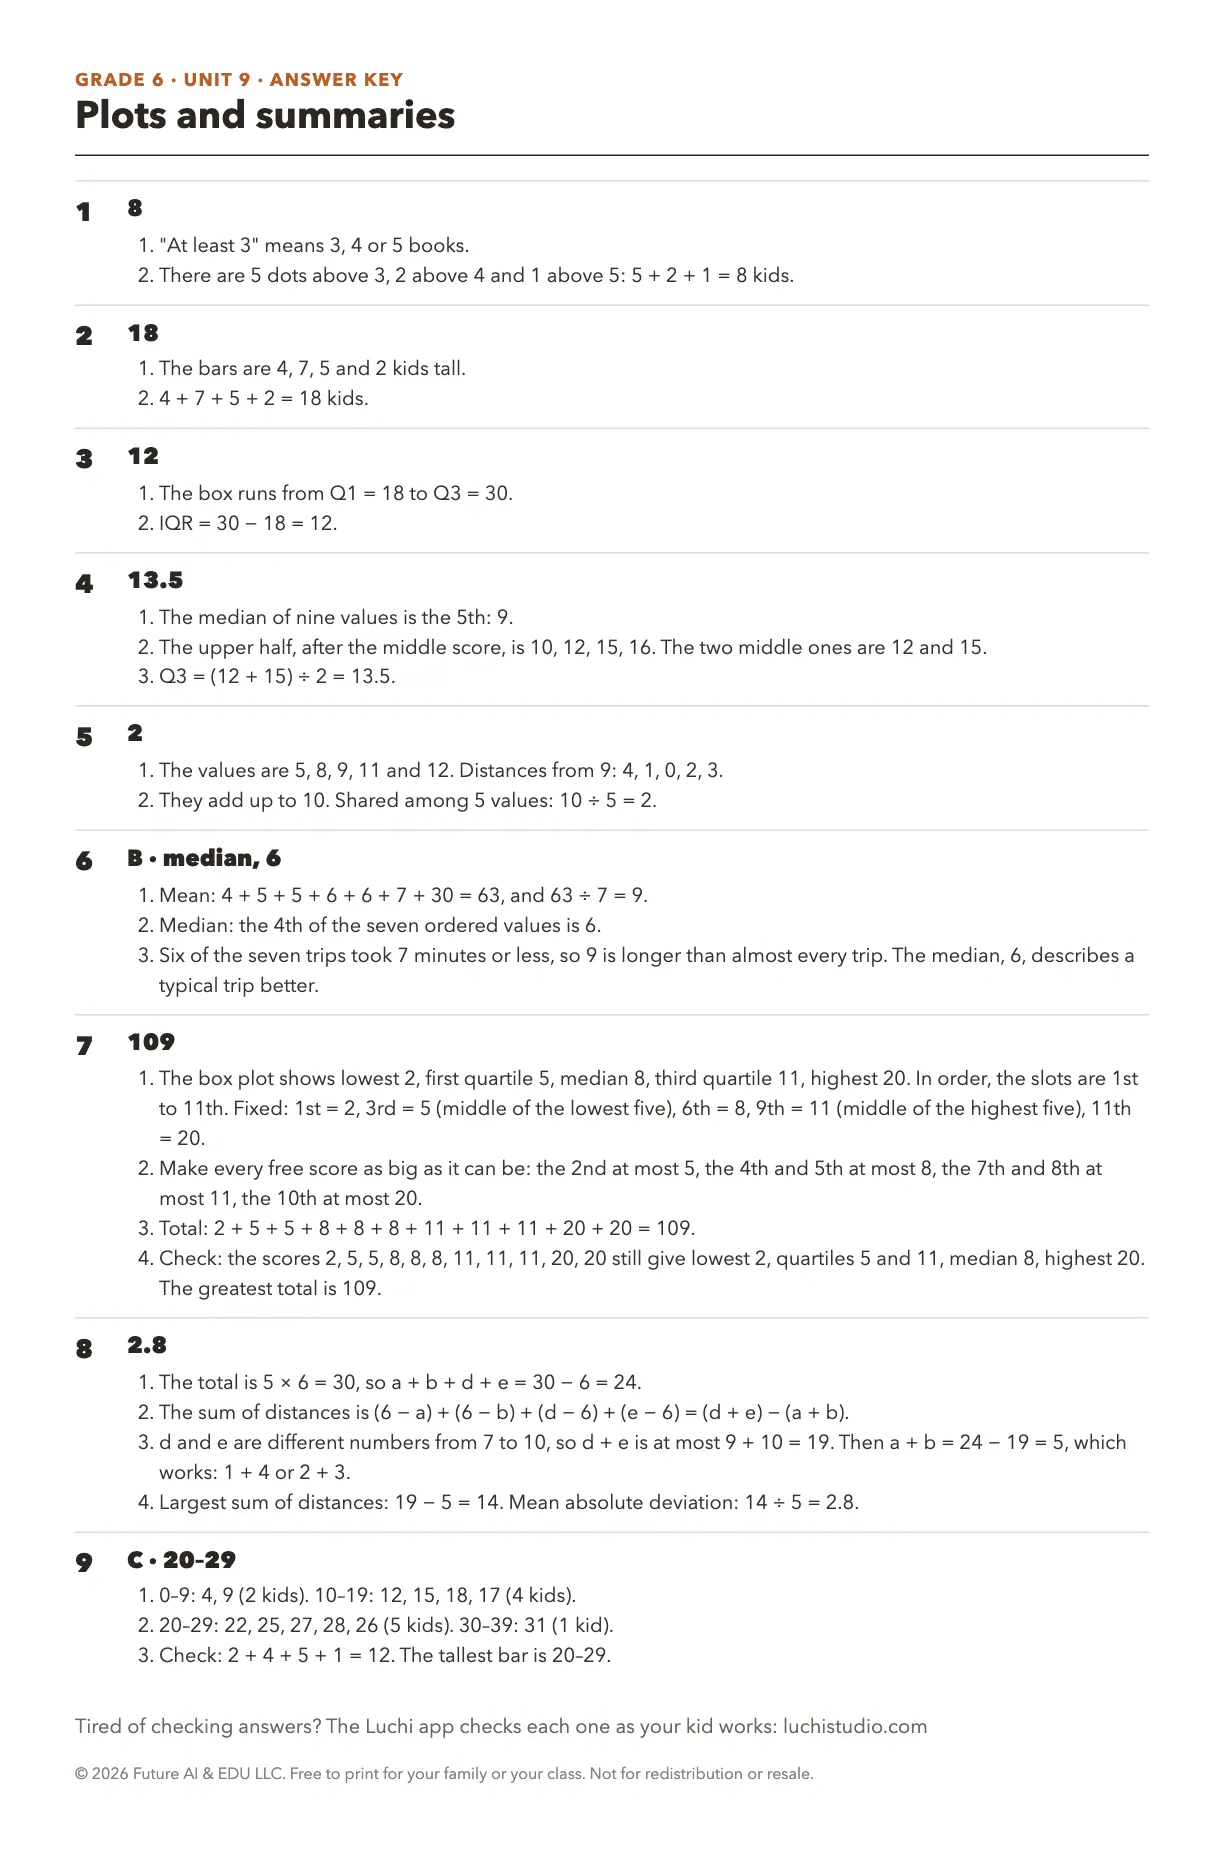 GRADE 6 · UNIT 9 · ANSWER KEY
Plots and summaries
1 8
1. "At least 3" means 3, 4 or 5 books.
2. There are 5 dots above 3, 2 above 4 and 1 above 5: 5 + 2 + 1 = 8 kids.
2 18
1. The bars are 4, 7, 5 and 2 kids tall.
2. 4 + 7 + 5 + 2 = 18 kids.
3 12
1. The box runs from Q1 = 18 to Q3 = 30.
2. IQR = 30 − 18 = 12.
4 13.5
1. The median of nine values is the 5th: 9.
2. The upper half, after the middle score, is 10, 12, 15, 16. The two middle ones are 12 and 15.
3. Q3 = (12 + 15) ÷ 2 = 13.5.
5 2
1. The values are 5, 8, 9, 11 and 12. Distances from 9: 4, 1, 0, 2, 3.
2. They add up to 10. Shared among 5 values: 10 ÷ 5 = 2.
6 B · median, 6
1. Mean: 4 + 5 + 5 + 6 + 6 + 7 + 30 = 63, and 63 ÷ 7 = 9.
2. Median: the 4th of the seven ordered values is 6.
3. Six of the seven trips took 7 minutes or less, so 9 is longer than almost every trip. The median, 6, describes a
typical trip better.
7 109
1. The box plot shows lowest 2, first quartile 5, median 8, third quartile 11, highest 20. In order, the slots are 1st
to 11th. Fixed: 1st = 2, 3rd = 5 (middle of the lowest five), 6th = 8, 9th = 11 (middle of the highest five), 11th
= 20.
2. Make every free score as big as it can be: the 2nd at most 5, the 4th and 5th at most 8, the 7th and 8th at
most 11, the 10th at most 20.
3. Total: 2 + 5 + 5 + 8 + 8 + 8 + 11 + 11 + 11 + 20 + 20 = 109.
4. Check: the scores 2, 5, 5, 8, 8, 8, 11, 11, 11, 20, 20 still give lowest 2, quartiles 5 and 11, median 8, highest 20.
The greatest total is 109.
8 2.8
1. The total is 5 × 6 = 30, so a + b + d + e = 30 − 6 = 24.
2. The sum of distances is (6 − a) + (6 − b) + (d − 6) + (e − 6) = (d + e) − (a + b).
3. d and e are different numbers from 7 to 10, so d + e is at most 9 + 10 = 19. Then a + b = 24 − 19 = 5, which
works: 1 + 4 or 2 + 3.
4. Largest sum of distances: 19 − 5 = 14. Mean absolute deviation: 14 ÷ 5 = 2.8.
9 C · 20–29
1. 0–9: 4, 9 (2 kids). 10–19: 12, 15, 18, 17 (4 kids).
2. 20–29: 22, 25, 27, 28, 26 (5 kids). 30–39: 31 (1 kid).
3. Check: 2 + 4 + 5 + 1 = 12. The tallest bar is 20–29.
Tired of checking answers? The Luchi app checks each one as your kid works: luchistudio.com
© 2026 Future AI & EDU LLC. Free to print for your family or your class. Not for redistribution or resale.